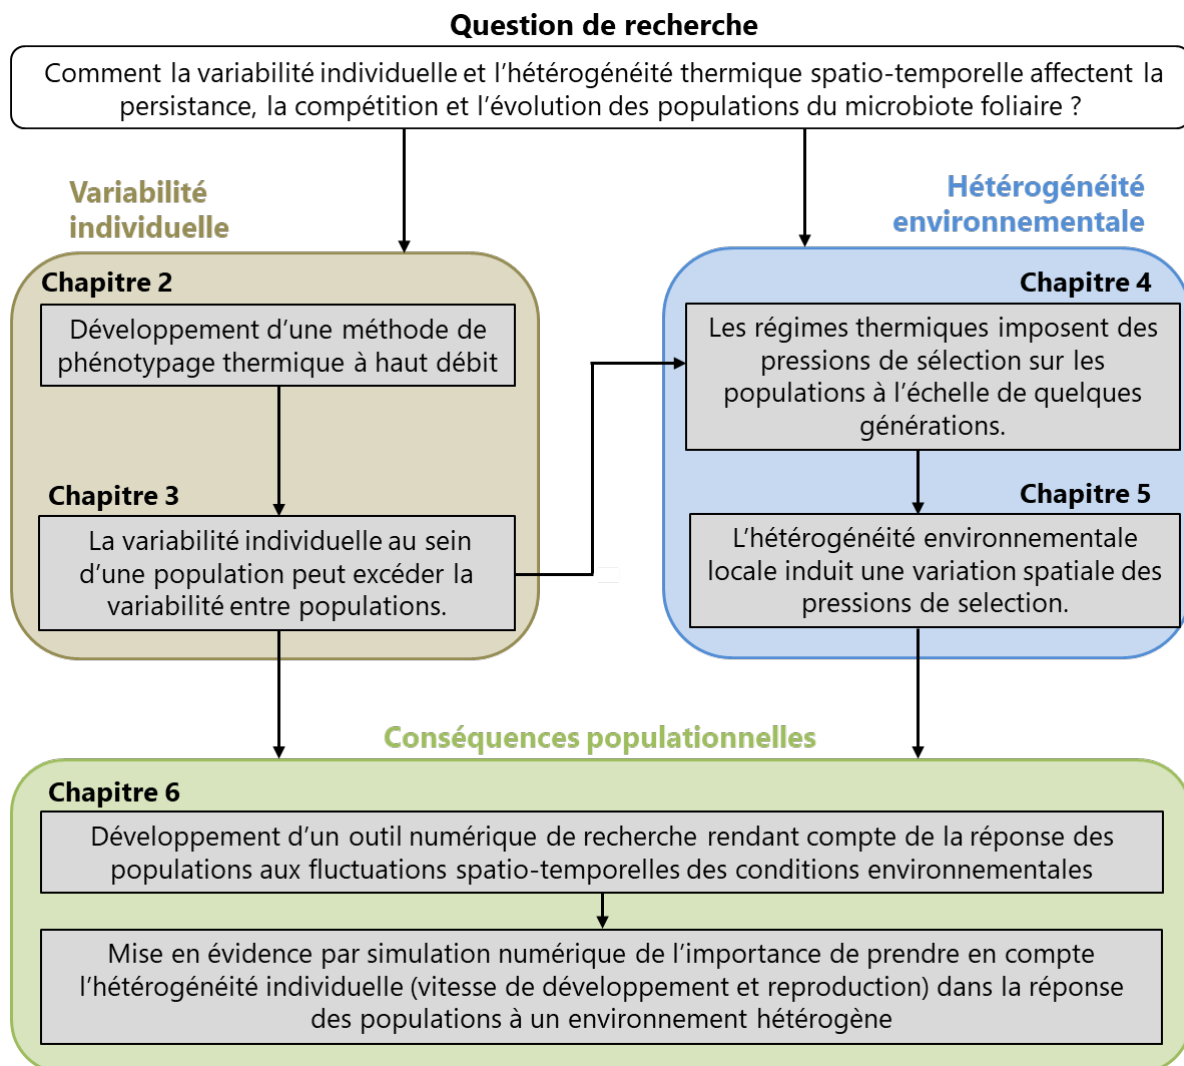 Question de recherche
Comment la variabilité individuelle et l'hétérogénéité thermique spatio-temporelle affectent la
persistance, la compétition et l'évolution des populations du microbiote foliaire ?
Variabilité
individuelle
Hétérogénéité
environnementale
Chapitre 2
Développement d'une méthode de
phénotypage thermique à haut débit
Chapitre 3
La variabilité individuelle au sein
d'une population peut excéder la
variabilité entre populations.
Chapitre 4
Les régimes thermiques imposent des
pressions de sélection sur les
populations à l'échelle de quelques
générations.
Chapitre 5
L'hétérogénéité environnementale
locale induit une variation spatiale des
pressions de selection.
Conséquences populationnelles
Chapitre 6
Développement d'un outil numérique de recherche rendant compte de la réponse des
populations aux fluctuations spatio-temporelles des conditions environnementales
Mise en évidence par simulation numérique de l'importance de prendre en compte
l'hétérogénéité individuelle (vitesse de développement et reproduction) dans la réponse
des populations à un environnement hétérogène